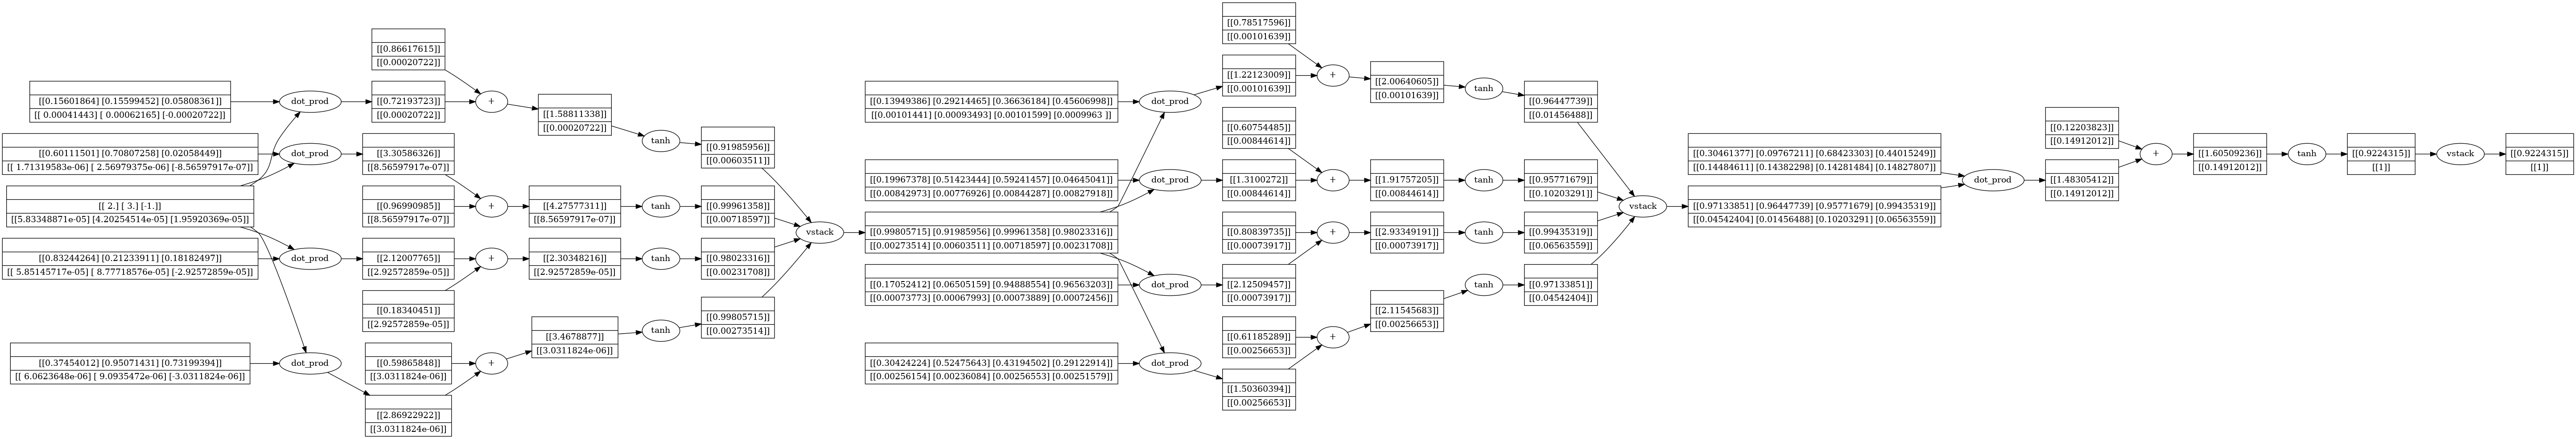 [[0.86617615]]
[[0.00020722]]
[[0.15601864] [0.15599452] [0.05808361]]
[[ 0.00041443] [ 0.00062165] [-0.00020722]]
dot_prod
[[0.72193723]]
[[0.00020722]]
+
[[1.58811338]]
[[0.00020722]]
tanh
[[0.91985956]]
[[0.00603511]]
[[0.60111501] [0.70807258] [0.02058449]]
[[ 1.71319583e-06] [ 2.56979375e-06] [-8.56597917e-07]]
dot_prod
[[3.30586326]]
[[8.56597917e-07]]
[[ 2.] [ 3.] [-1.]]
[[5.83348871e-05] [4.20254514e-05] [1.95920369e-05]]
[[0.96990985]]
[[8.56597917e-07]]
+
[[4.27577311]]
[[8.56597917e-07]]
tanh
[[0.99961358]]
[[0.00718597]]
[[0.83244264] [0.21233911] [0.18182497]]
[[ 5.85145717e-05] [ 8.77718576e-05] [-2.92572859e-05]]
dot_prod
[[2.12007765]]
[[2.92572859e-05]]
+
[[2.30348216]]
[[2.92572859e-05]]
tanh
[[0.98023316]]
[[0.00231708]]
[[0.18340451]]
[[2.92572859e-05]]
[[0.37454012] [0.95071431] [0.73199394]]
[[ 6.0623648e-06] [ 9.0935472e-06] [-3.0311824e-06]]
dot_prod
[[0.59865848]]
[[3.0311824e-06]]
+
[[3.4678877]]
[[3.0311824e-06]]
tanh
[[0.99805715]]
[[0.00273514]]
[[2.86922922]]
[[3.0311824e-06]]
vstack
[[0.78517596]]
[[0.00101639]]
[[0.13949386] [0.29214465] [0.36636184] [0.45606998]]
[[0.00101441] [0.00093493] [0.00101599] [0.0009963 ]]
dot_prod
[[1.22123009]]
[[0.00101639]]
+
[[2.00640605]]
[[0.00101639]]
tanh
[[0.96447739]]
[[0.01456488]]
[[0.60754485]]
[[0.00844614]]
[[0.19967378] [0.51423444] [0.59241457] [0.04645041]]
[[0.00842973] [0.00776926] [0.00844287] [0.00827918]]
dot_prod
[[1.3100272]]
[[0.00844614]]
+
[[1.91757205]]
[[0.00844614]]
tanh
[[0.95771679]]
[[0.10203291]]
[[0.99805715] [0.91985956] [0.99961358] [0.98023316]]
[[0.00273514] [0.00603511] [0.00718597] [0.00231708]]
[[0.80839735]]
[[0.00073917]]
+
[[2.93349191]]
[[0.00073917]]
tanh
[[0.99435319]]
[[0.06563559]]
[[0.17052412] [0.06505159] [0.94888554] [0.96563203]]
[[0.00073773] [0.00067993] [0.00073889] [0.00072456]]
dot_prod
[[2.12509457]]
[[0.00073917]]
[[0.61185289]]
[[0.00256653]]
+
[[2.11545683]]
[[0.00256653]]
tanh
[[0.97133851]]
[[0.04542404]]
[[0.30424224] [0.52475643] [0.43194502] [0.29122914]]
[[0.00256154] [0.00236084] [0.00256553] [0.00251579]]
dot_prod
[[1.50360394]]
[[0.00256653]]
vstack
[[0.30461377] [0.09767211] [0.68423303] [0.44015249]]
[[0.14484611] [0.14382298] [0.14281484] [0.14827807]]
[[0.97133851] [0.96447739] [0.95771679] [0.99435319]]
[[0.04542404] [0.01456488] [0.10203291] [0.06563559]]
dot_prod
[[0.12203823]]
[[0.14912012]]
[[1.48305412]]
[[0.14912012]]
+
[[1.60509236]]
[[0.14912012]]
tanh
[[0.9224315]]
[[1]]
vstack
[[0.9224315]]
[[1]]